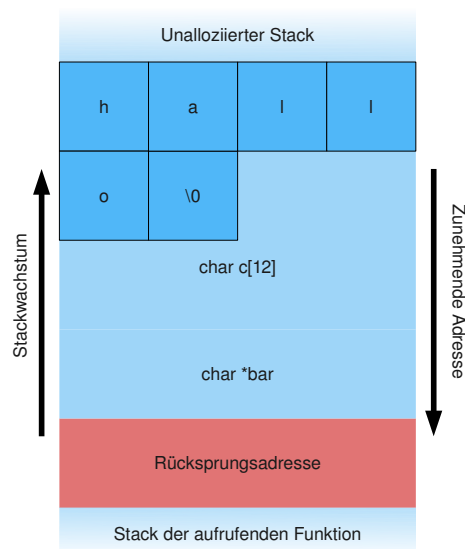 Unalloziierter Stack
h a l l
o \0
char c[12]
char *bar
Rücksprungsadresse
Stack der aufrufenden Funktion
Stackwachstum
Zunehmende Adresse